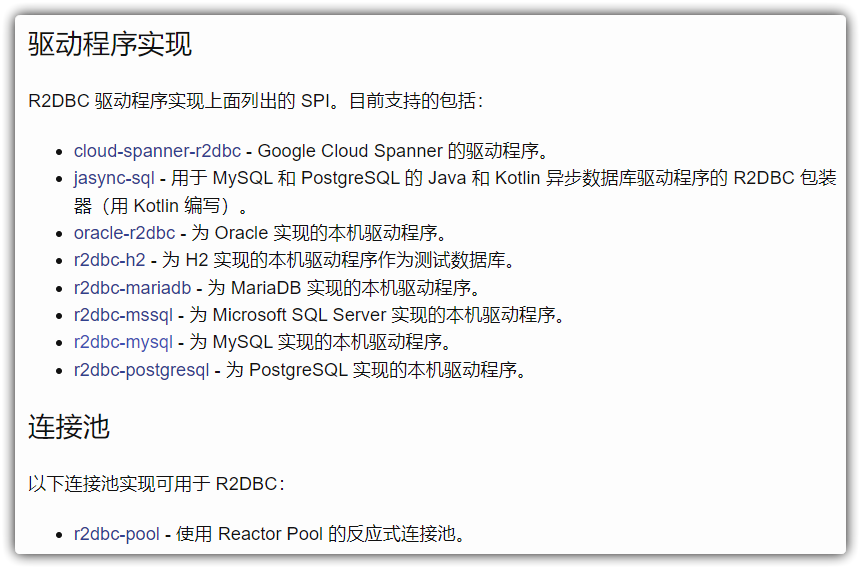 驱动程序实现
R2DBC 驱动程序实现上面列出的 SPI。目前支持的包括：
cloud-spanner-r2dbc - Google Cloud Spanner 的驱动程序。
jasync-sql - 用于 MySQL 和 PostgreSQL 的 Java 和 Kotlin 异步数据库驱动程序的 R2DBC 包装
器（用 Kotlin 编写）。
oracle-r2dbc - 为 Oracle 实现的本机驱动程序。
r2dbc-h2 - 为 H2 实现的本机驱动程序作为测试数据库。
r2dbc-mariadb - 为 MariaDB 实现的本机驱动程序。
r2dbc-mssql - 为 Microsoft SQL Server 实现的本机驱动程序。
r2dbc-mysql - 为 MySQL 实现的本机驱动程序。
r2dbc-postgresql - 为 PostgreSQL 实现的本机驱动程序。
连接池
以下连接池实现可用于 R2DBC：
r2dbc-pool - 使用 Reactor Pool 的反应式连接池。